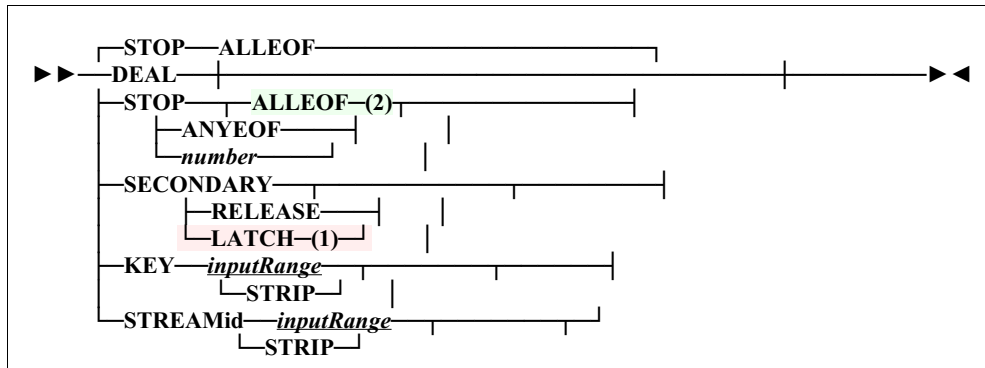 STOP ALLEOF
DEAL
STOP ALLEOF (2)
ANYEOF
number
SECONDARY
RELEASE
LATCH (1)
KEY inputRange
STRIP
STREAMid inputRange
STRIP